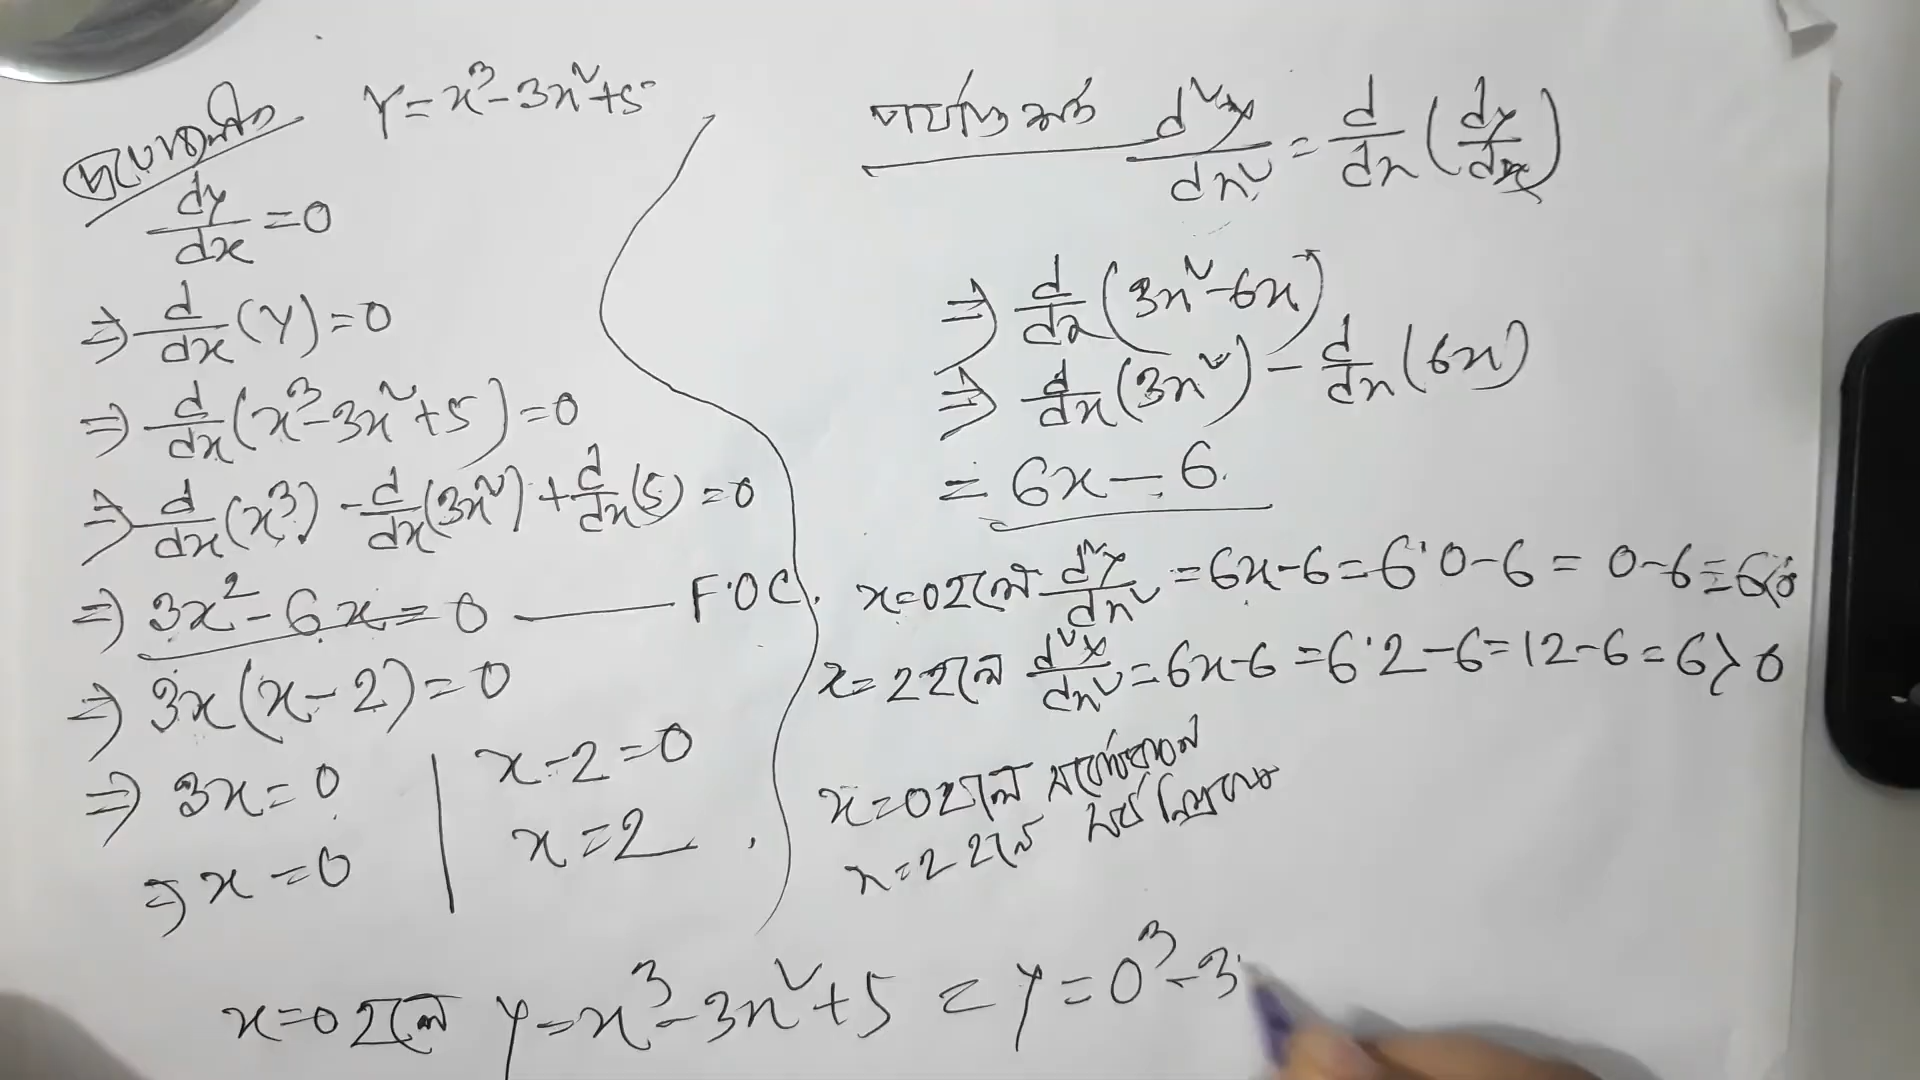 Y = x³ - 3x² + 5
dy/dx = 0
⇒ d/dx (Y) = 0
⇒ d/dx (x³ - 3x² + 5) = 0
⇒ d/dx (x³) - d/dx (3x²) + d/dx (5) = 0
⇒ 3x² - 6x = 0 —— F.O.C.
⇒ 3x (x - 2) = 0
⇒ 3x = 0 | x - 2 = 0
⇒ x = 0 | x = 2
পর্যাপ্ত শর্ত d²y/dx² = d/dx (dy/dx)
⇒ d/dx (3x² - 6x)
⇒ d/dx (3x²) - d/dx (6x)
= 6x - 6
x = 0 হলে d²y/dx² = 6x - 6 = 6·0 - 6 = 0 - 6 = 6 < 0
x = 2 হলে d²y/dx² = 6x - 6 = 6·2 - 6 = 12 - 6 = 6 > 0
x = 0 হলে
x = 2 হলে
x = 0 হলে y = x³ - 3x² + 5 = y = 0³ - 3·